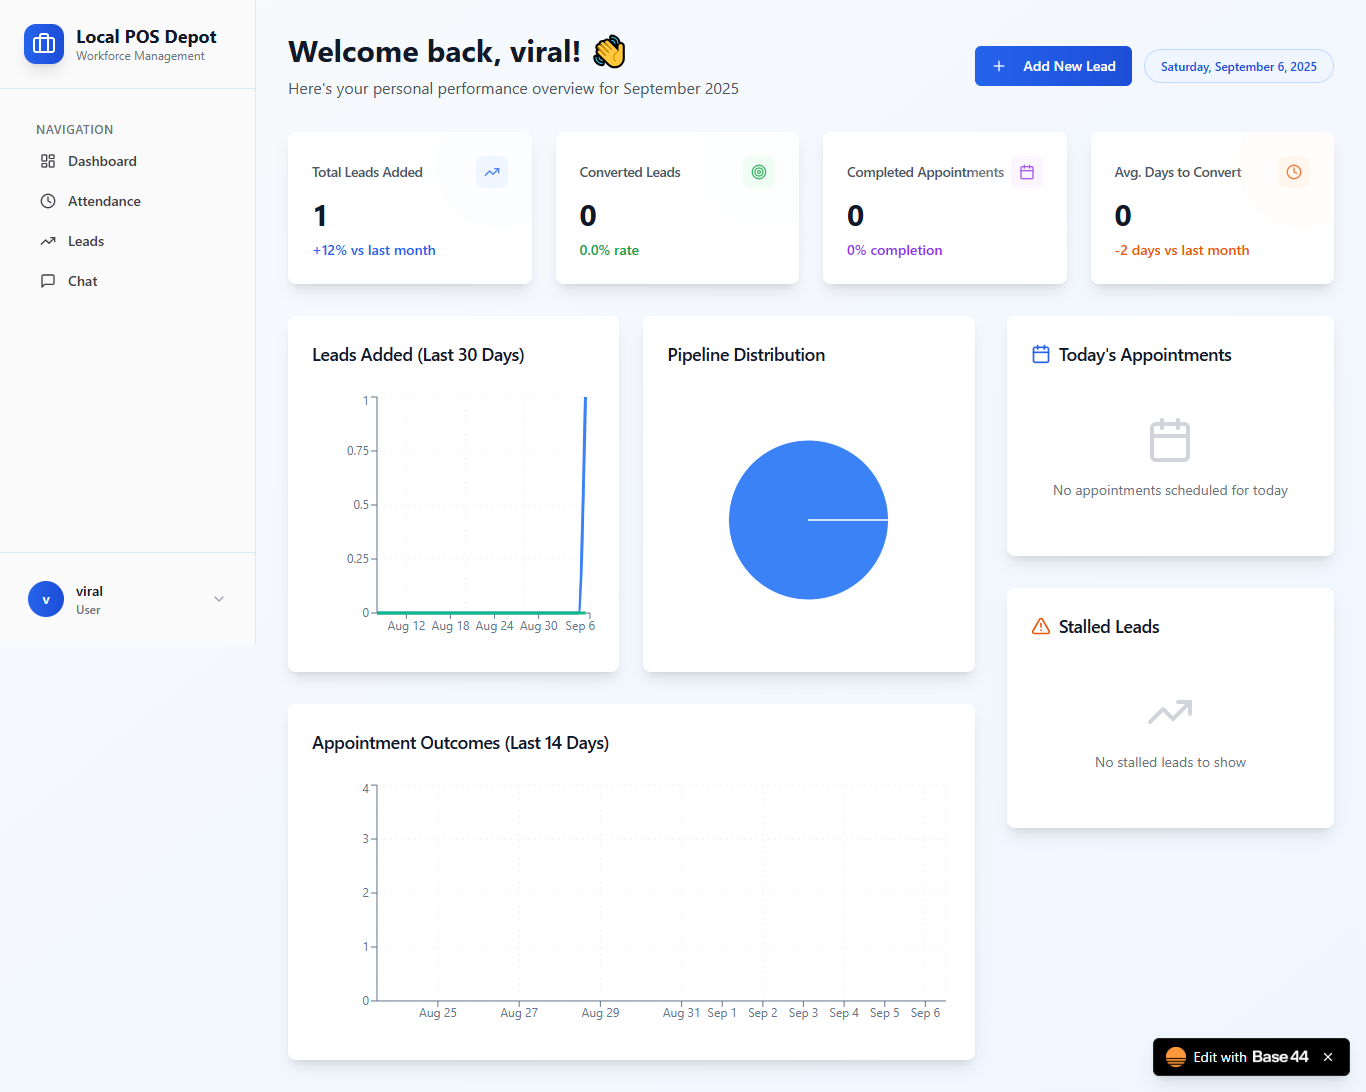 Local POS Depot
Workforce Management
NAVIGATION
Dashboard
Attendance
Leads
Chat
v
viral
User
Welcome back, viral! 👋
Here's your personal performance overview for September 2025
Add New Lead
Saturday, September 6, 2025
Total Leads Added
1
+12% vs last month
Converted Leads
0
0.0% rate
Completed Appointments
0
0% completion
Avg. Days to Convert
0
-2 days vs last month
Leads Added (Last 30 Days)
1
0.75
0.5
0.25
0
Aug 12 Aug 18 Aug 24 Aug 30 Sep 6
Pipeline Distribution
Today's Appointments
No appointments scheduled for today
Stalled Leads
No stalled leads to show
Appointment Outcomes (Last 14 Days)
4
3
2
1
0
Aug 25 Aug 27 Aug 29 Aug 31 Sep 1 Sep 2 Sep 3 Sep 4 Sep 5 Sep 6
Edit with Base44